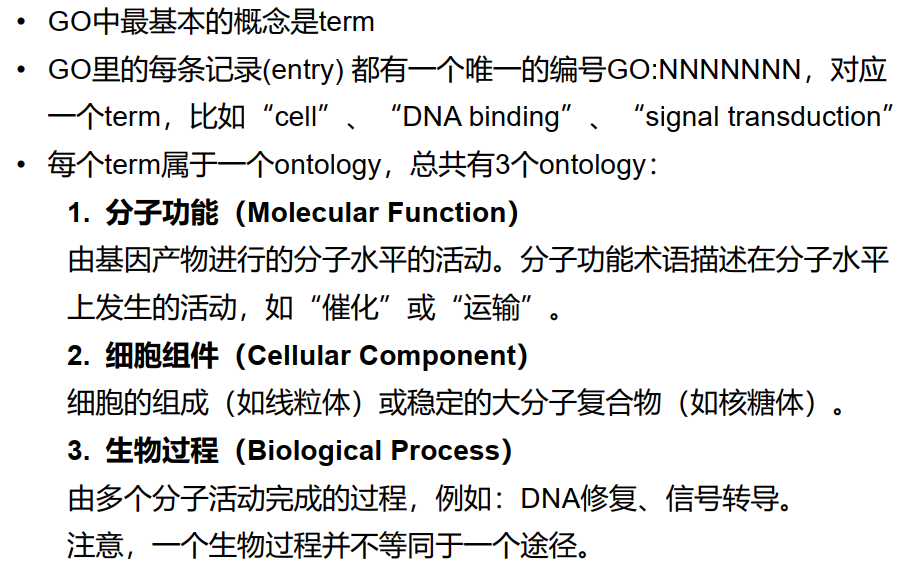 • GO中最基本的概念是term
• GO里的每条记录(entry) 都有一个唯一的编号GO:NNNNNNN，对应
一个term，比如“cell”、“DNA binding”、“signal transduction”
• 每个term属于一个ontology，总共有3个ontology：
1. 分子功能（Molecular Function）
由基因产物进行的分子水平的活动。分子功能术语描述在分子水平
上发生的活动，如“催化”或“运输”。
2. 细胞组件（Cellular Component）
细胞的组成（如线粒体）或稳定的大分子复合物（如核糖体）。
3. 生物过程（Biological Process）
由多个分子活动完成的过程，例如：DNA修复、信号转导。
注意，一个生物过程并不等同于一个途径。